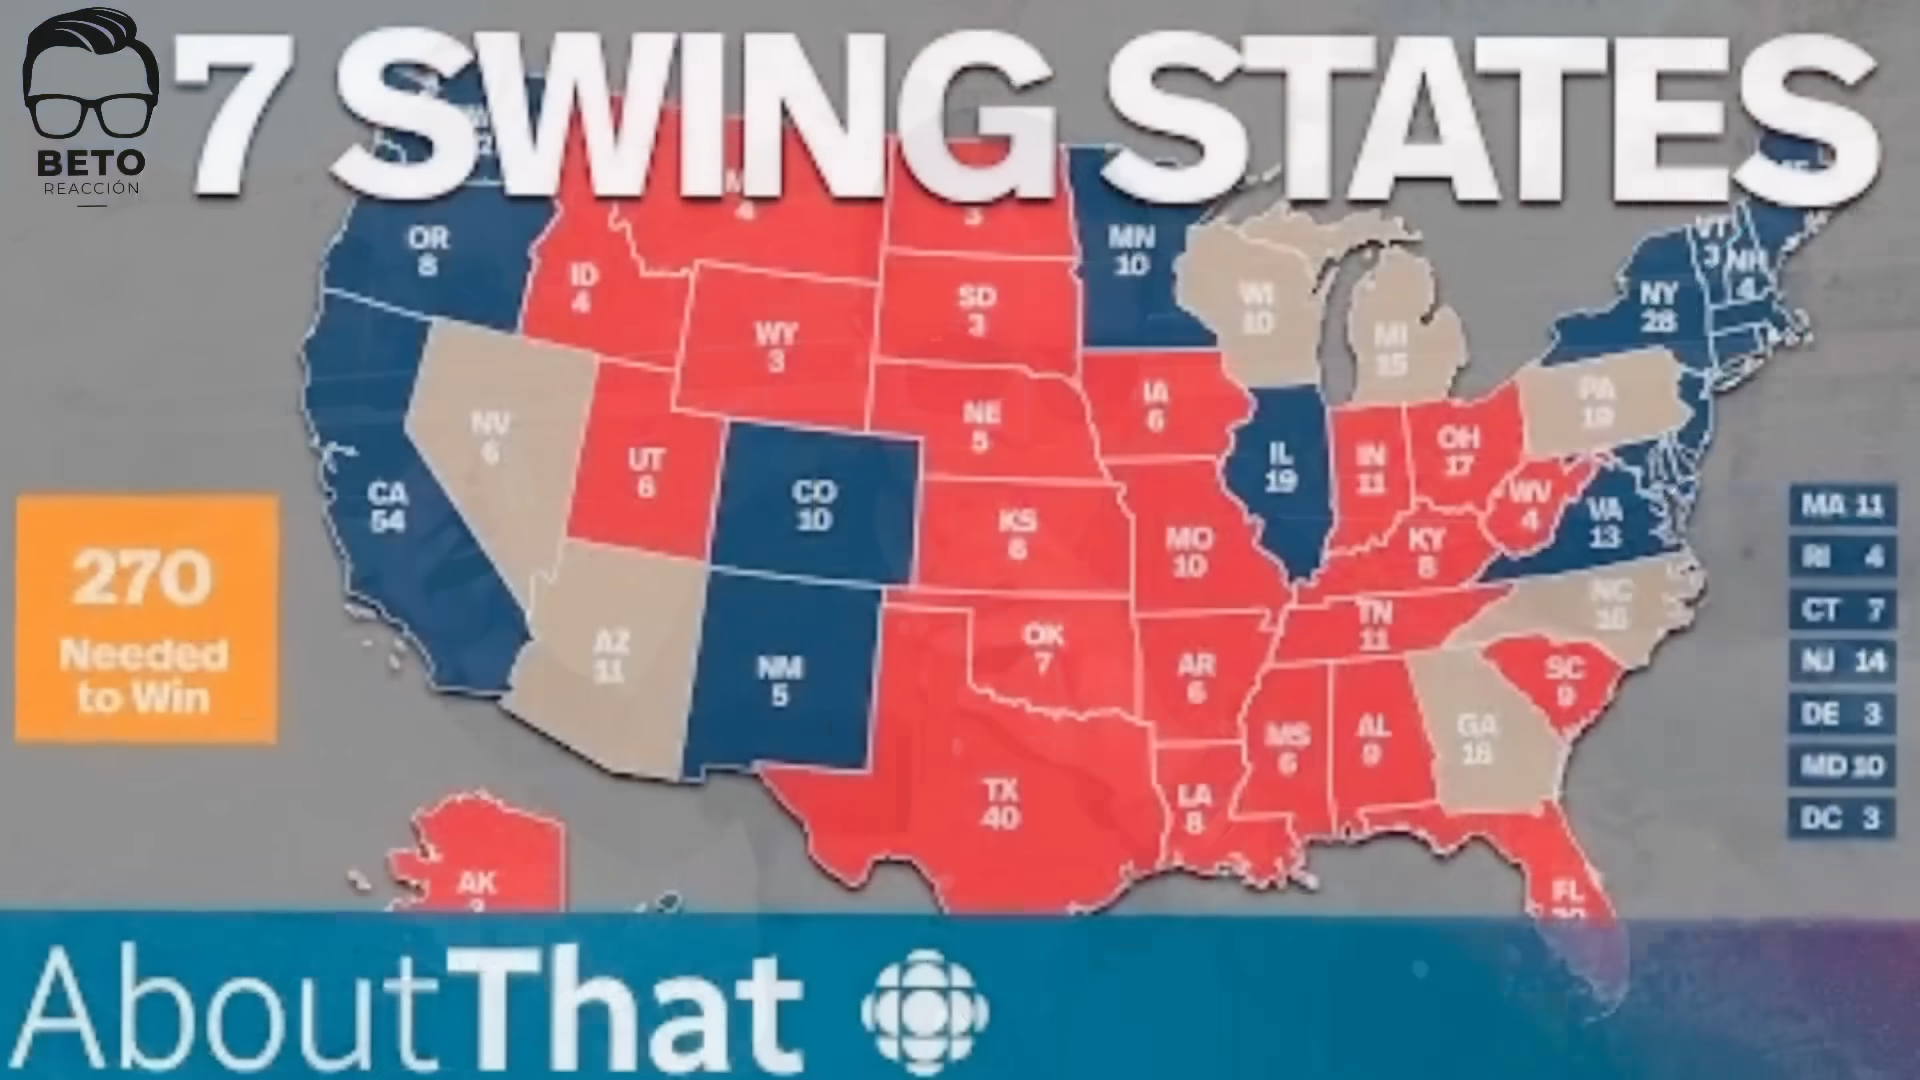 BETO
REACCIÓN
7 SWING STATES
4
3
OR
8
ID
4
WY
3
SD
3
MN
10
WI
10
MI
15
VT
3
NH
4
NY
28
NV
6
UT
6
CO
10
NE
5
IA
6
IL
19
IN
11
OH
17
PA
19
WV
4
VA
13
CA
54
KS
6
MO
10
KY
8
NC
16
TN
11
AZ
11
NM
5
OK
7
AR
6
SC
9
MS
6
AL
9
GA
16
TX
40
LA
8
AK
FL
270
Needed
to Win
MA 11
RI 4
CT 7
NJ 14
DE 3
MD 10
DC 3
AboutThat